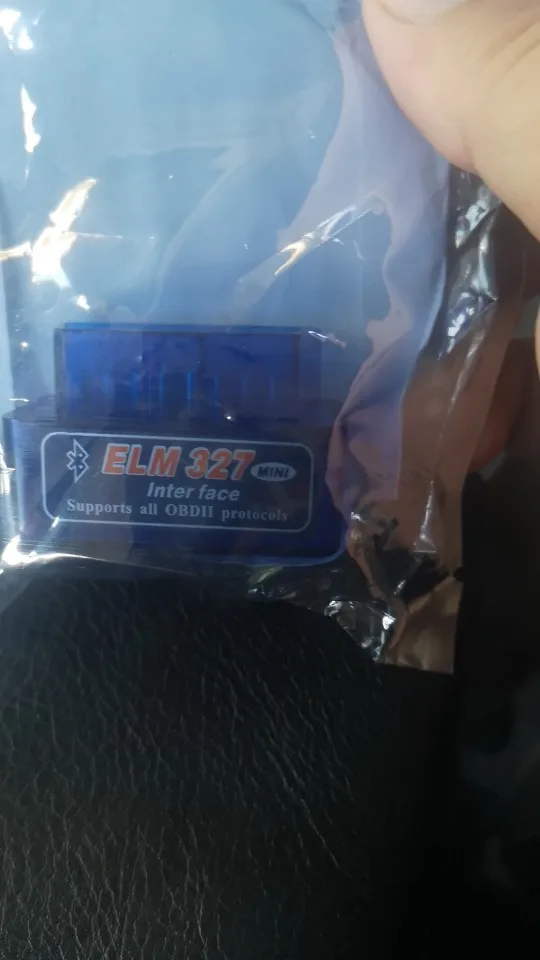 ELM 327 MINI
Inter face
Supports all OBDII protocols